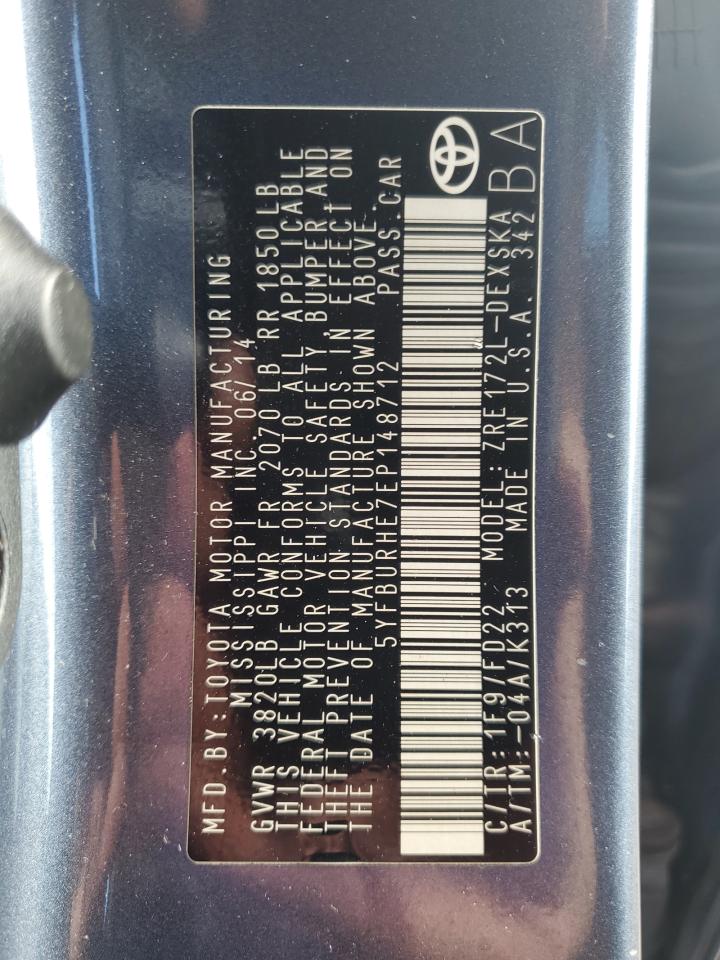 MFD.BY:TOYOTA MOTOR MANUFACTURING
MISSISSIPPI INC. 06/14
GVWR 3820LB GAWR FR 2070 LB RR 1850LB
THIS VEHICLE CONFORMS TO ALL APPLICABLE
FEDERAL MOTOR VEHICLE SAFETY, BUMPER AND
THEFT PREVENTION STANDARDS IN EFFECT ON
THE DATE OF MANUFACTURE SHOWN ABOVE.
5YFBURHE7EP148712 PASS.CAR
C/TR: 1F9/FD22 MODEL: ZRE172L-DEXSKA
A/TM:-04A/K313 MADE IN U.S.A. 342
BA